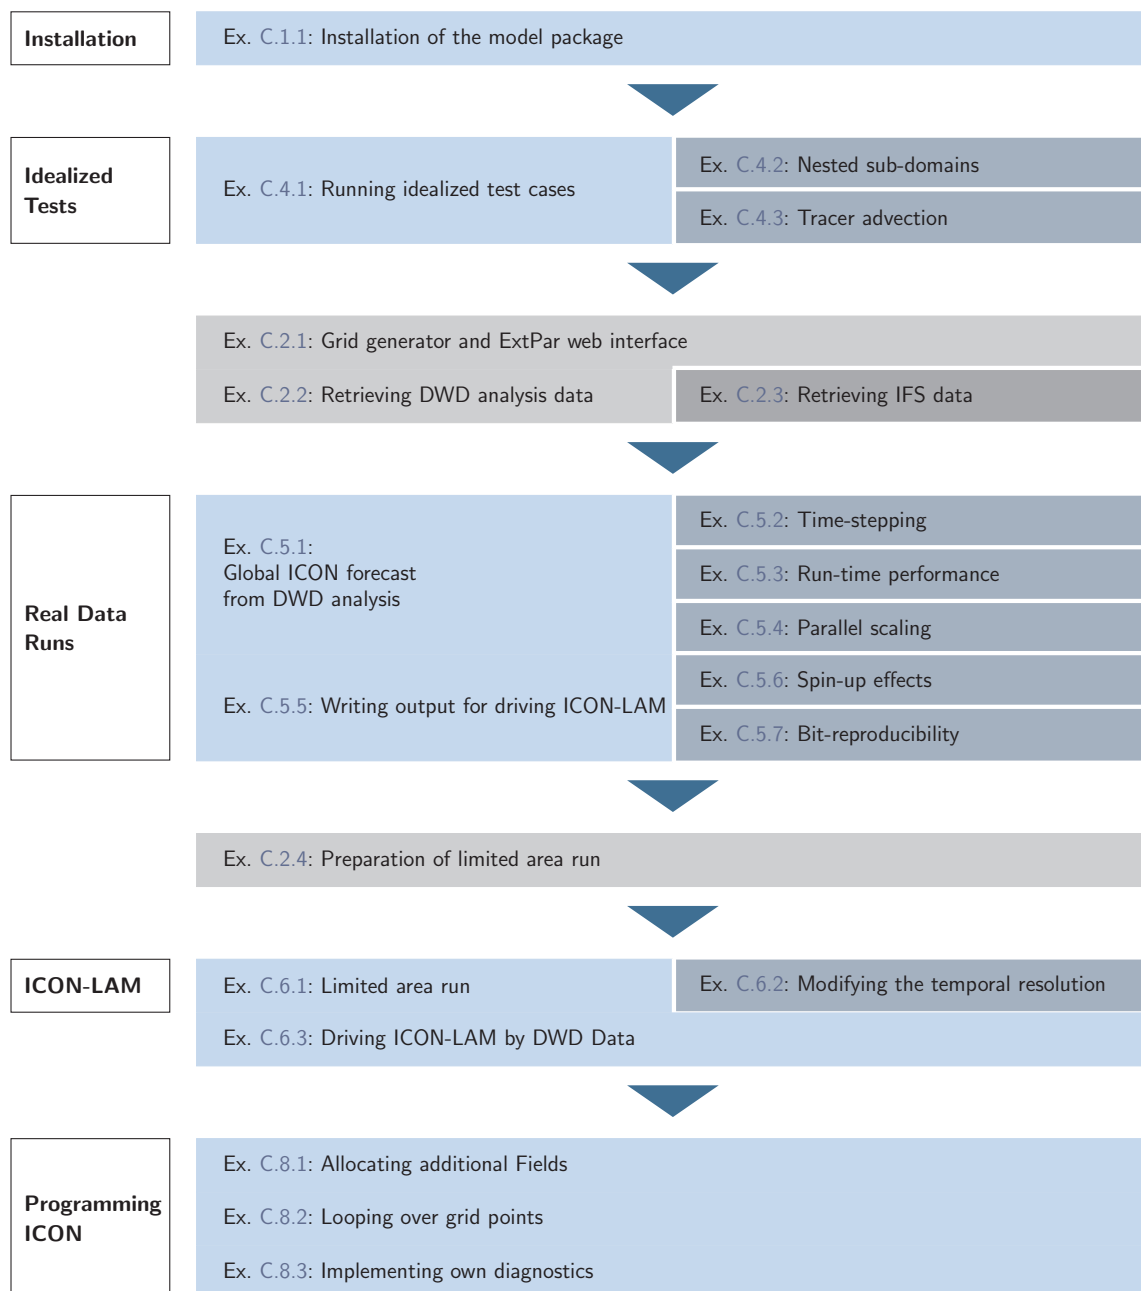 Installation
Ex. C.1.1: Installation of the model package
Idealized
Tests
Ex. C.4.1: Running idealized test cases
Ex. C.4.2: Nested sub-domains
Ex. C.4.3: Tracer advection
Ex. C.2.1: Grid generator and ExtPar web interface
Ex. C.2.2: Retrieving DWD analysis data
Ex. C.2.3: Retrieving IFS data
Real Data
Runs
Ex. C.5.1:
Global ICON forecast
from DWD analysis
Ex. C.5.5: Writing output for driving ICON-LAM
Ex. C.5.2: Time-stepping
Ex. C.5.3: Run-time performance
Ex. C.5.4: Parallel scaling
Ex. C.5.6: Spin-up effects
Ex. C.5.7: Bit-reproducibility
Ex. C.2.4: Preparation of limited area run
ICON-LAM
Ex. C.6.1: Limited area run
Ex. C.6.2: Modifying the temporal resolution
Ex. C.6.3: Driving ICON-LAM by DWD Data
Programming
ICON
Ex. C.8.1: Allocating additional Fields
Ex. C.8.2: Looping over grid points
Ex. C.8.3: Implementing own diagnostics